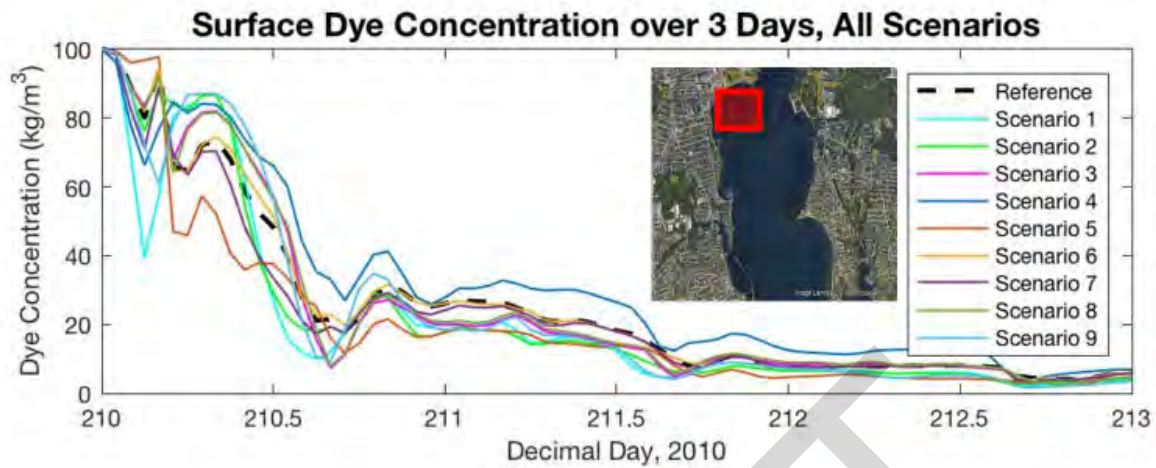 Surface Dye Concentration over 3 Days, All Scenarios
Dye Concentration (kg/m³)
100
80
60
40
20
0
210
210.5
211
211.5
212
212.5
213
Decimal Day, 2010
Reference
Scenario 1
Scenario 2
Scenario 3
Scenario 4
Scenario 5
Scenario 6
Scenario 7
Scenario 8
Scenario 9